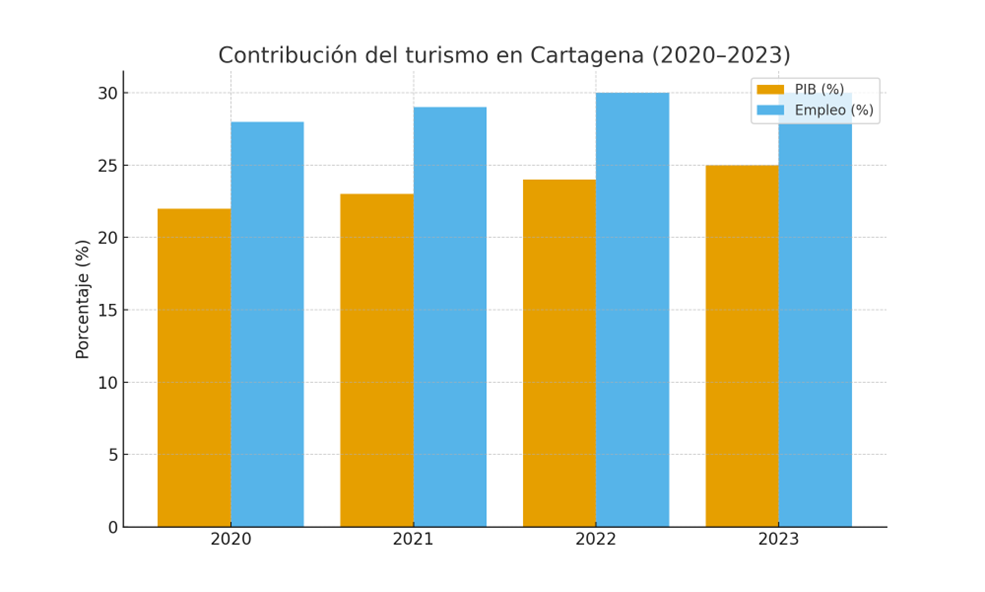 Contribución del turismo en Cartagena (2020–2023)
PIB (%)
Empleo (%)
Porcentaje (%)
30
25
20
15
10
5
0
2020
2021
2022
2023